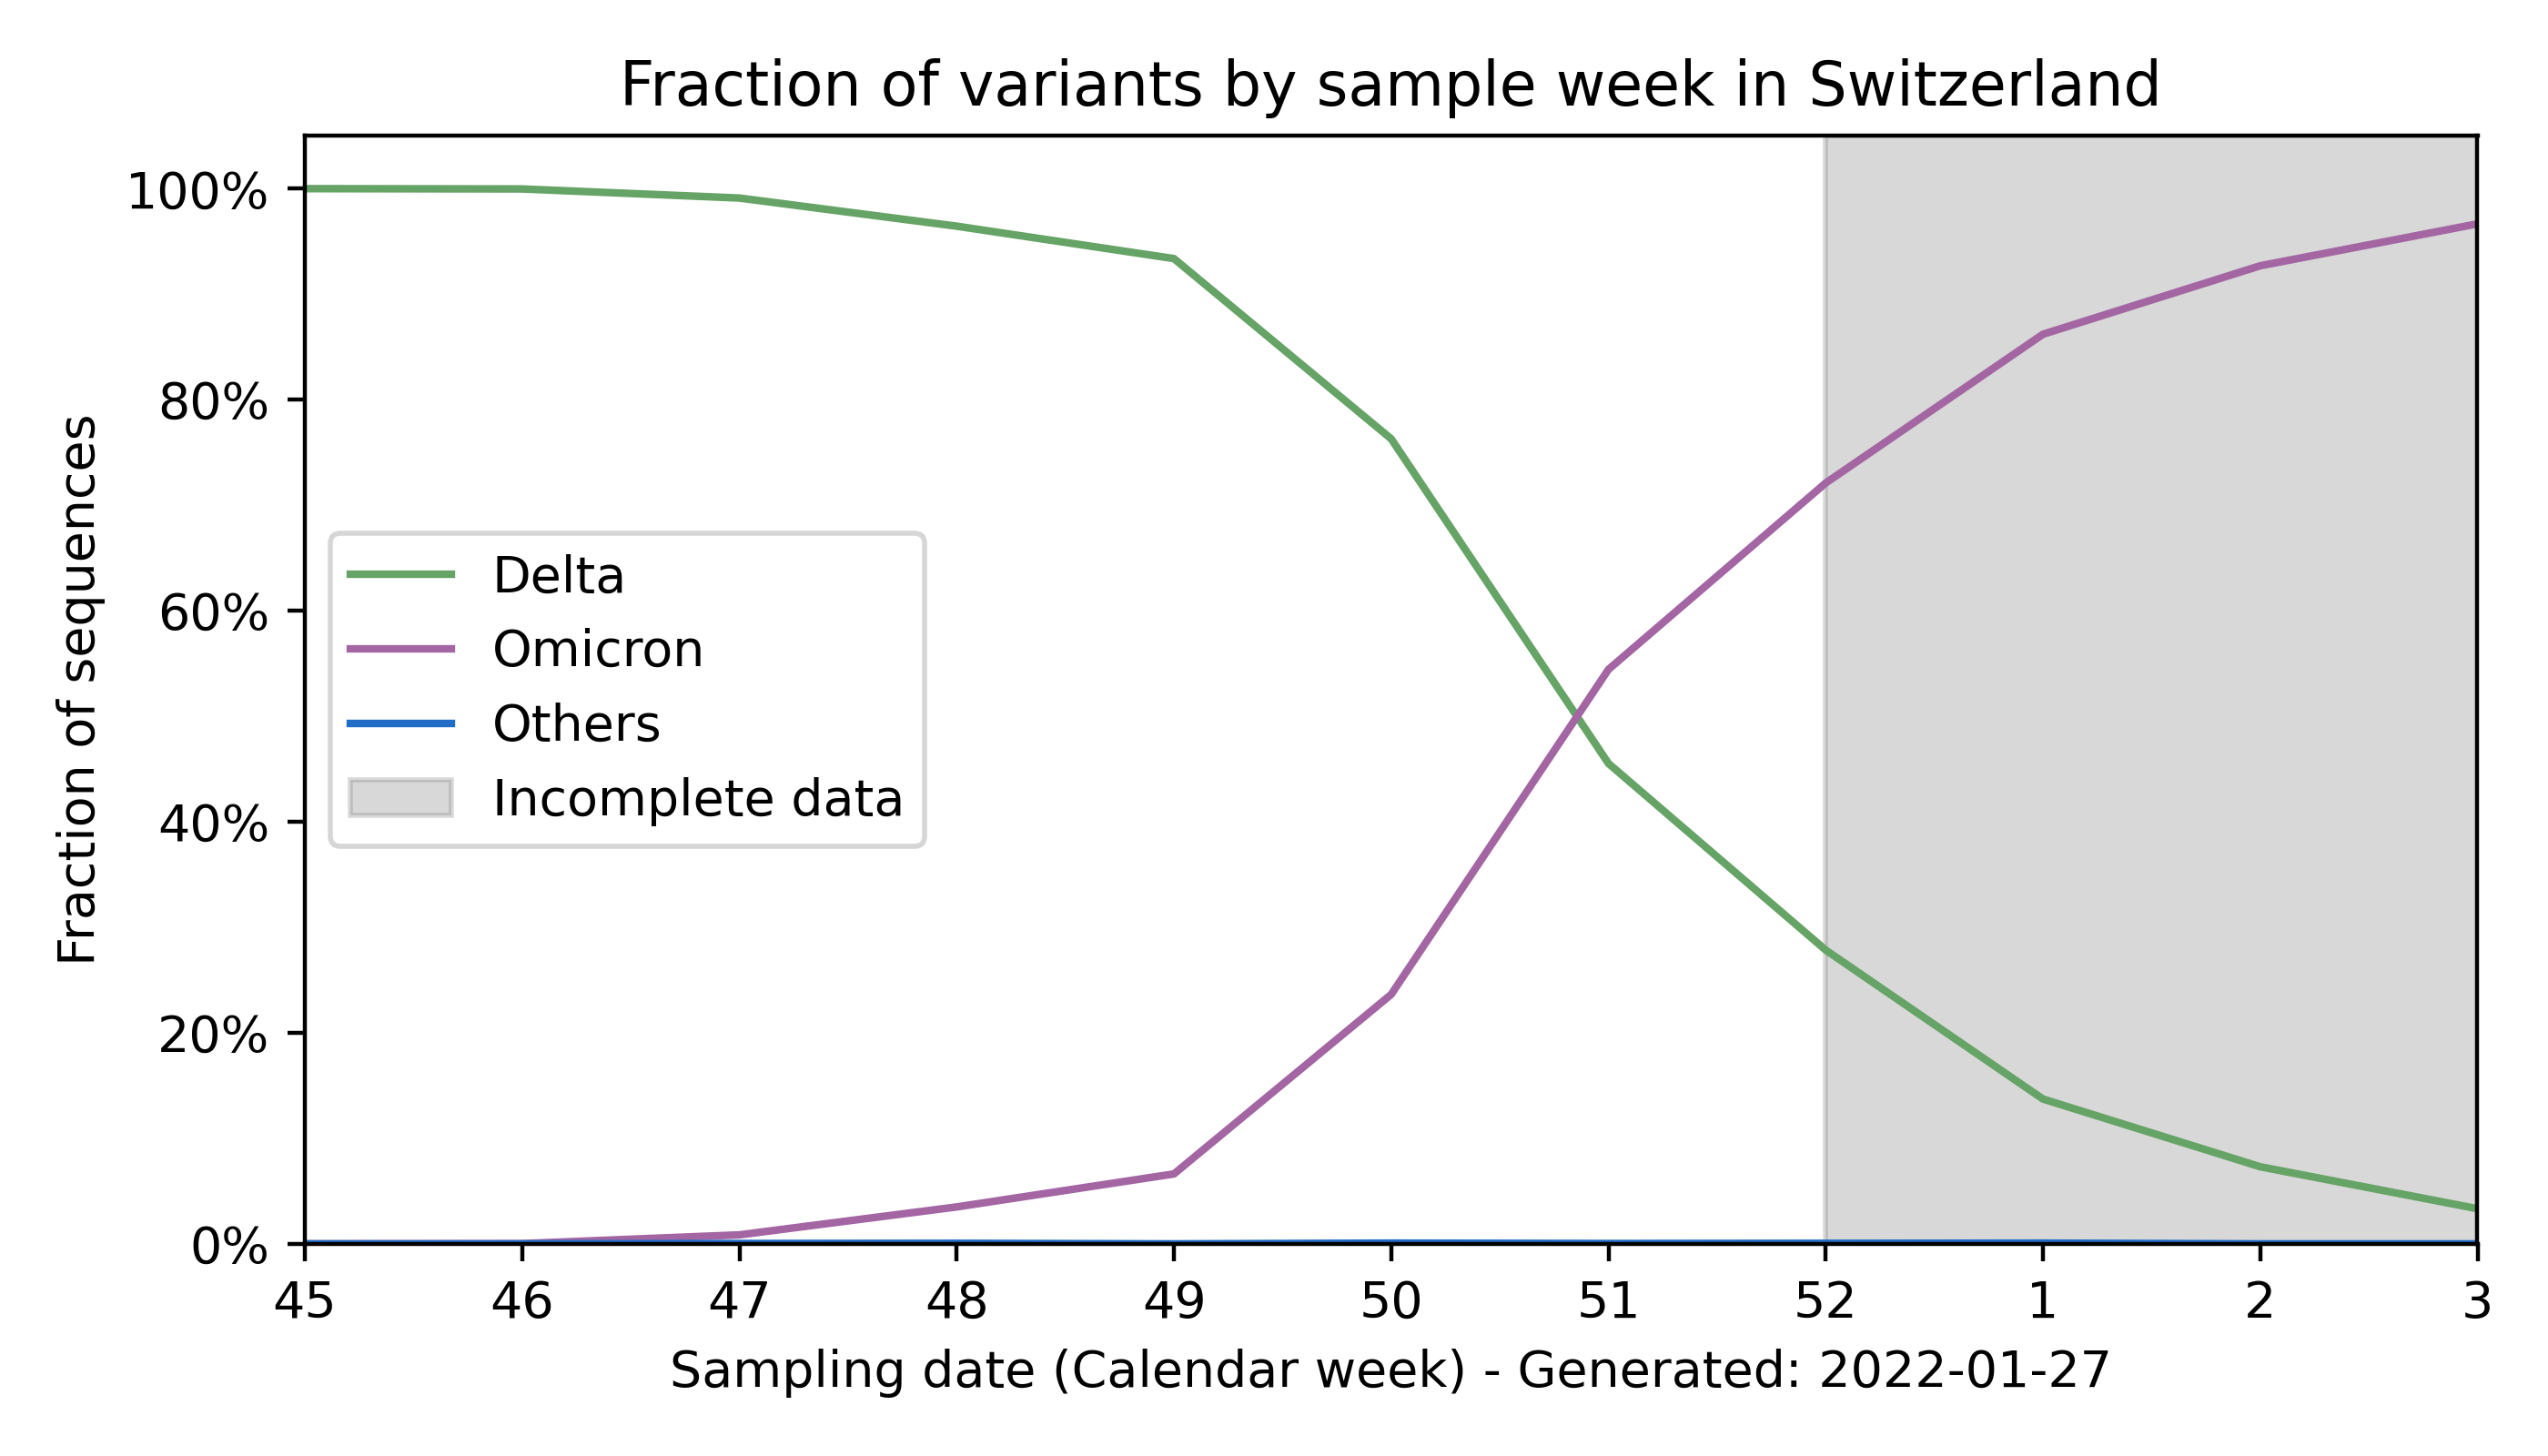 Fraction of variants by sample week in Switzerland
Fraction of sequences
100%
80%
60%
40%
20%
0%
Delta
Omicron
Others
Incomplete data
45 46 47 48 49 50 51 52 1 2 3
Sampling date (Calendar week) - Generated: 2022-01-27